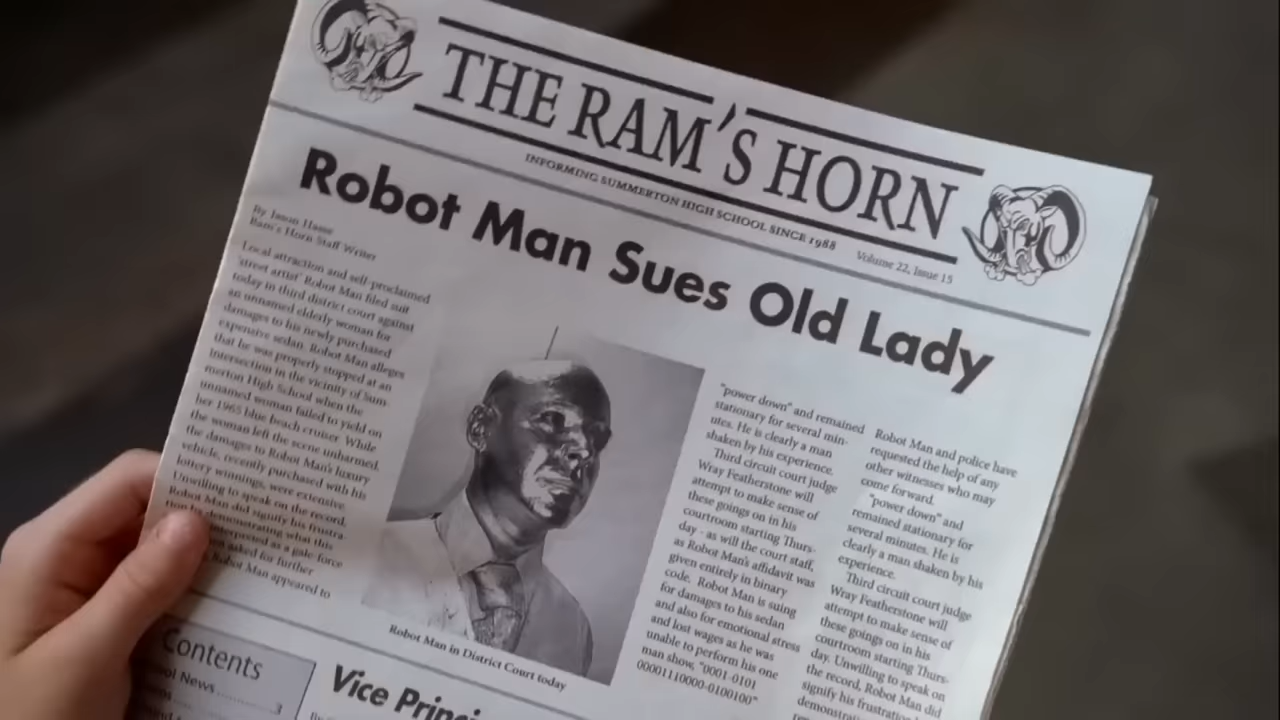 THE RAM'S HORN
INFORMING SUMMERTON HIGH SCHOOL SINCE 1988
Volume 22, Issue 15
Robot Man Sues Old Lady
By Jason
Ram's Horn Staff Writer
Local attraction and self-proclaimed
'street artist' Robot Man filed suit
today in third district court against
an unnamed elderly woman for
damages to his newly purchased
expensive sedan. Robot Man alleges
that he was properly stopped at an
intersection in the vicinity of Sum-
merton High School when the
unnamed woman failed to yield on
her 1965 blue beach cruiser. While
the woman left the scene unharmed,
the damages to Robot Man's luxury
vehicle, recently purchased with his
lottery winnings, were extensive.
Unwilling to speak on the record,
Robot Man did signify his frustra-
tion by demonstrating what this
interpreted as a gale-force
asked for further
Robot Man appeared to
Robot Man in District Court today
"power down" and remained
stationary for several min-
utes. He is clearly a man
shaken by his experience.
Third circuit court judge
Wray Featherstone will
attempt to make sense of
these goings on in his
courtroom starting Thurs-
day - as will the court staff,
as Robot Man's affidavit was
given entirely in binary
code. Robot Man is suing
for damages to his sedan
and also for emotional stress
and lost wages as he was
unable to perform his one
man show, "0001-0101
00001110000-0100100"
Robot Man and police have
requested the help of any
other witnesses who may
come forward.
"power down" and
remained stationary for
several minutes. He is
clearly a man shaken by his
experience.
Third circuit court judge
Wray Featherstone will
attempt to make sense of
these goings on in his
courtroom starting Thurs-
day. Unwilling to speak on
the record, Robot Man did
signify his frustration
Contents
News
3
Vice